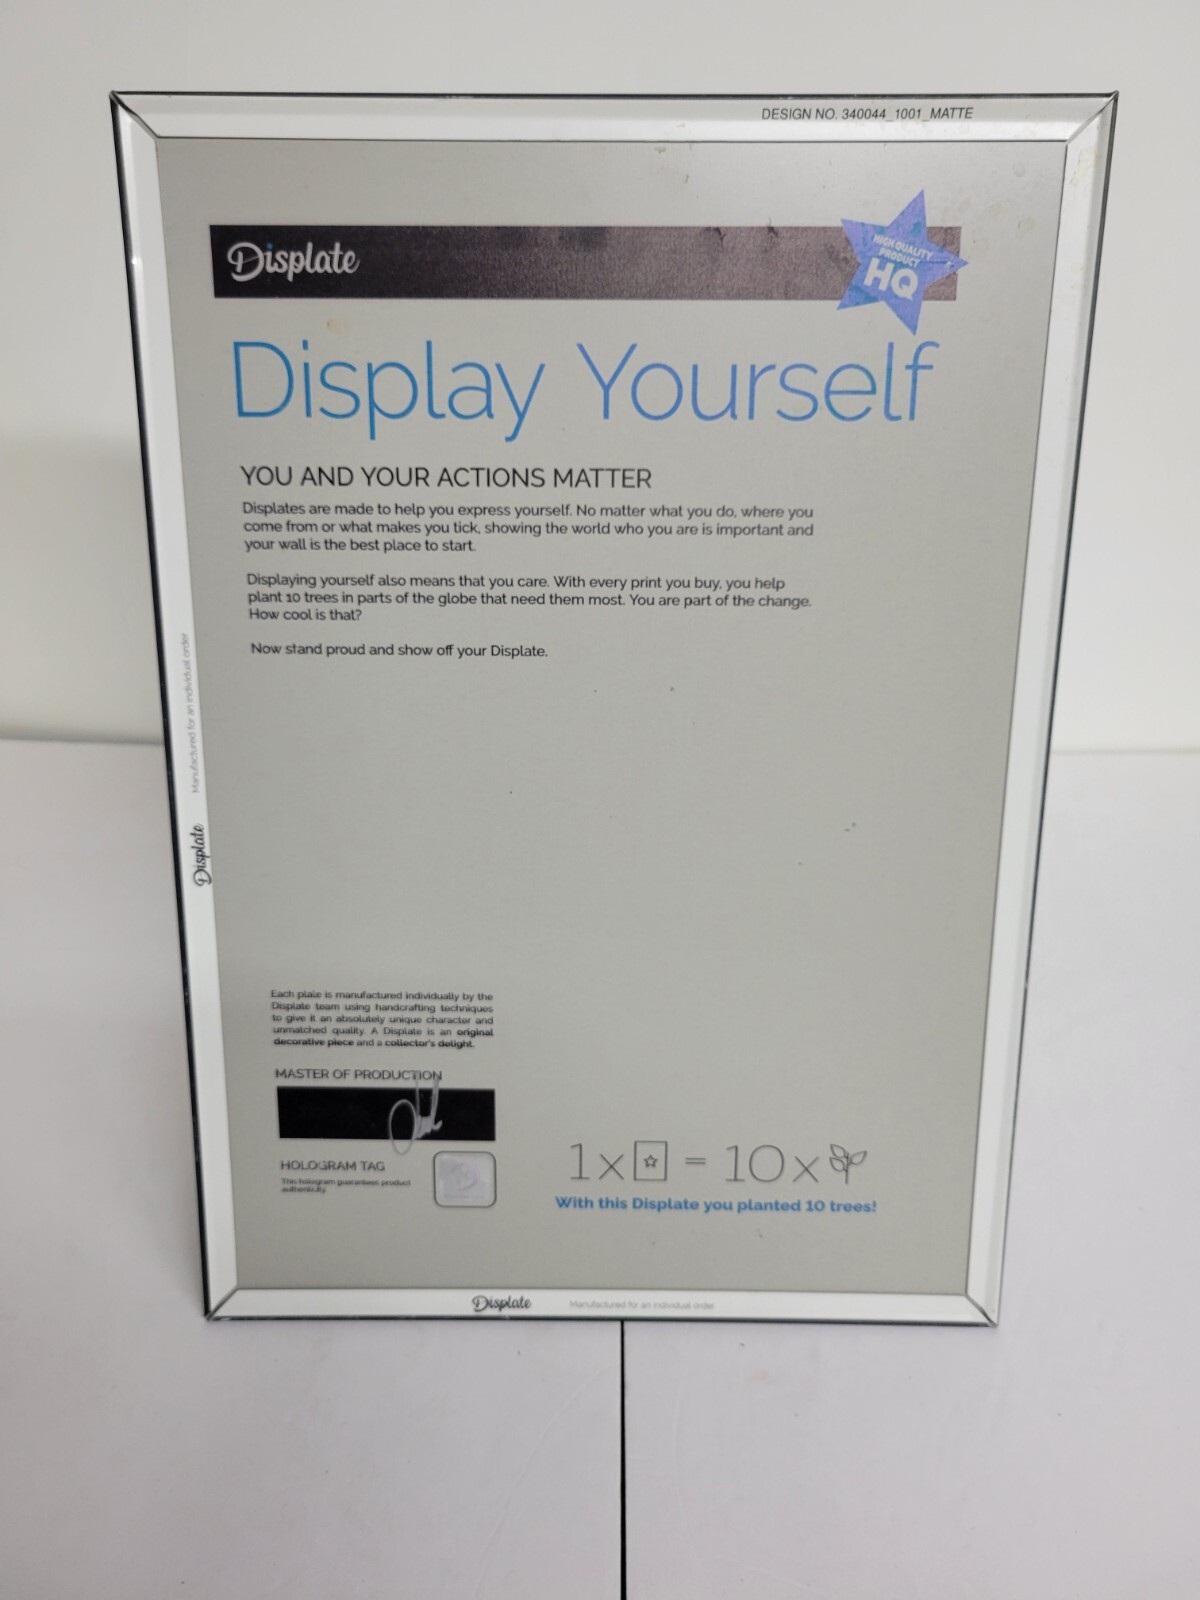 DESIGN NO. 340044_1001_MATTE
Displate
HIGH QUALITY
PRODUCT
HQ
Display Yourself
YOU AND YOUR ACTIONS MATTER
Displates are made to help you express yourself. No matter what you do, where you
come from or what makes you tick, showing the world who you are is important and
your wall is the best place to start.
Displaying yourself also means that you care. With every print you buy, you help
plant 10 trees in parts of the globe that need them most. You are part of the change.
How cool is that?
Now stand proud and show off your Displate.
Manufactured for an individual order
Displate
Each plate is manufactured individually by the
Displate team using handcrafting techniques
to give it an absolutely unique character and
unmatched quality. A Displate is an original
decorative piece and a collector's delight.
MASTER OF PRODUCTION
HOLOGRAM TAG
This hologram guarantees product
authenticity
1x = 10x
With this Displate you planted 10 trees!
Displate
Manufactured for an individual order